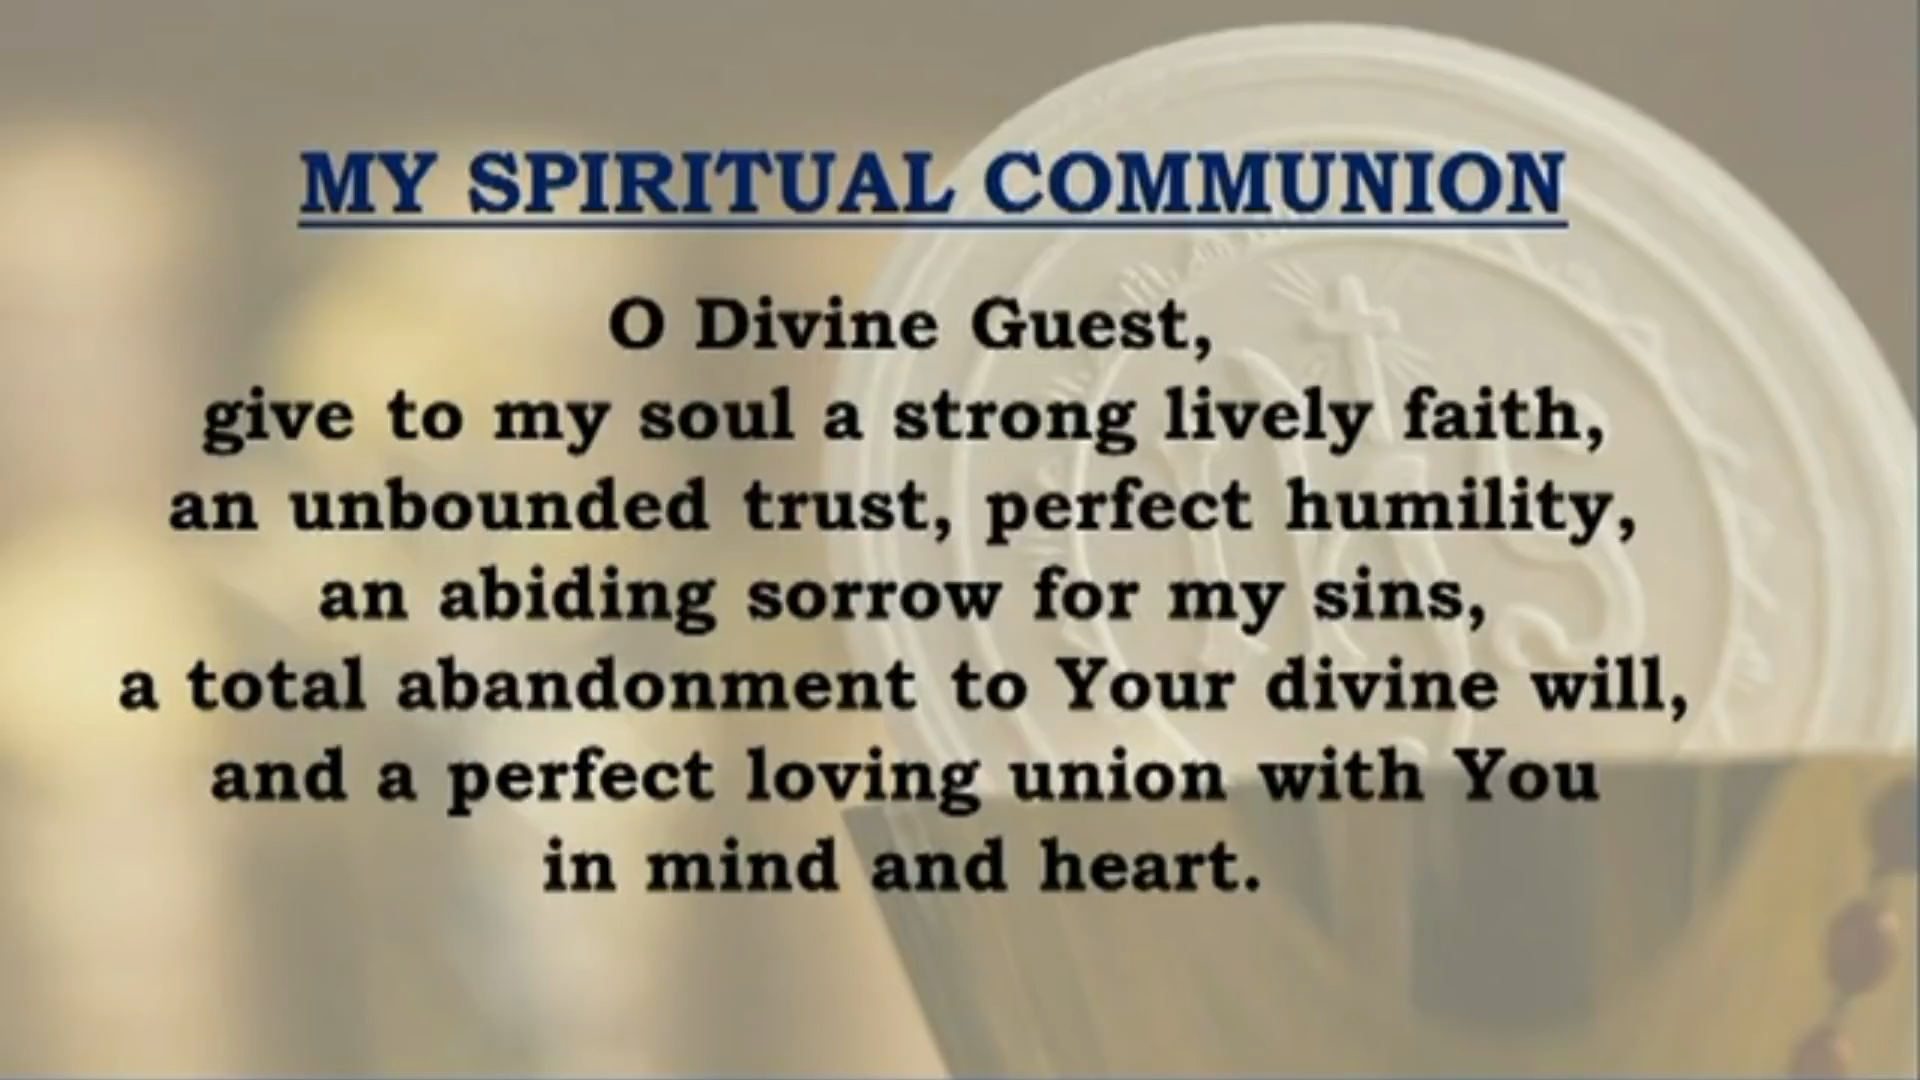 MY SPIRITUAL COMMUNION
O Divine Guest,
give to my soul a strong lively faith,
an unbounded trust, perfect humility,
an abiding sorrow for my sins,
a total abandonment to Your divine will,
and a perfect loving union with You
in mind and heart.
IHS